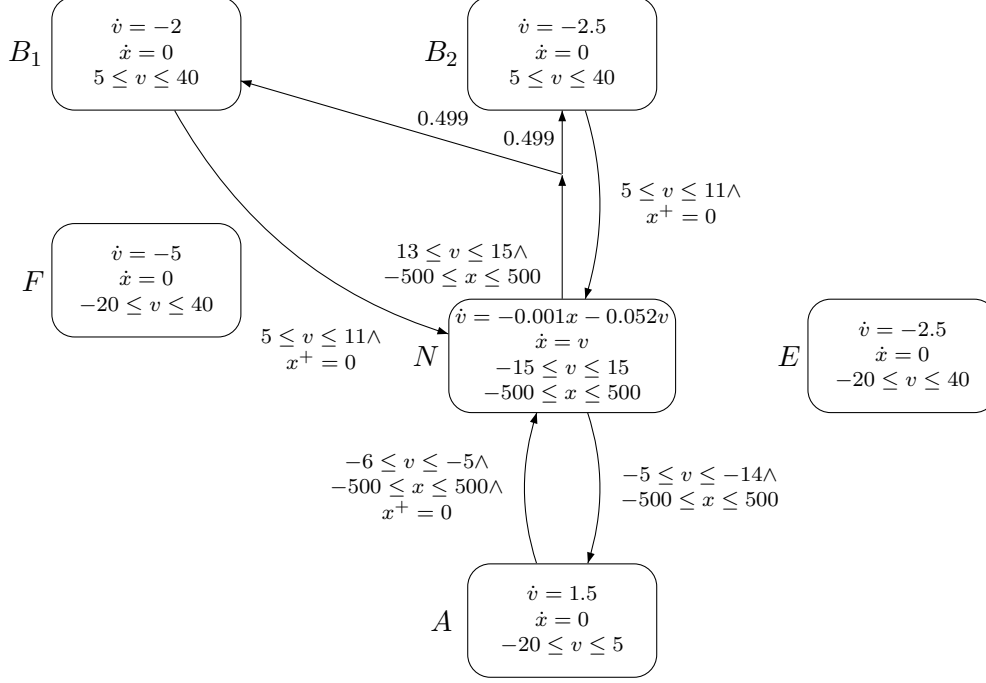 B₁
v̇ = −2
ẋ = 0
5 ≤ v ≤ 40
B₂
v̇ = −2.5
ẋ = 0
5 ≤ v ≤ 40
0.499
0.499
5 ≤ v ≤ 11∧
x⁺ = 0
F
v̇ = −5
ẋ = 0
−20 ≤ v ≤ 40
13 ≤ v ≤ 15∧
−500 ≤ x ≤ 500
5 ≤ v ≤ 11∧
x⁺ = 0
N
v̇ = −0.001x − 0.052v
ẋ = v
−15 ≤ v ≤ 15
−500 ≤ x ≤ 500
E
v̇ = −2.5
ẋ = 0
−20 ≤ v ≤ 40
−6 ≤ v ≤ −5∧
−500 ≤ x ≤ 500∧
x⁺ = 0
−5 ≤ v ≤ −14∧
−500 ≤ x ≤ 500
A
v̇ = 1.5
ẋ = 0
−20 ≤ v ≤ 5